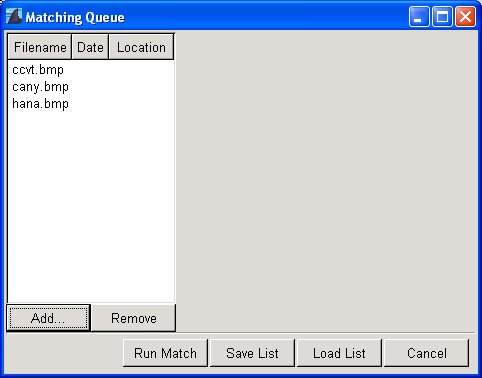 Matching Queue
Filename Date Location
ccvt.bmp
cany.bmp
hana.bmp
Add... Remove
Run Match Save List Load List Cancel